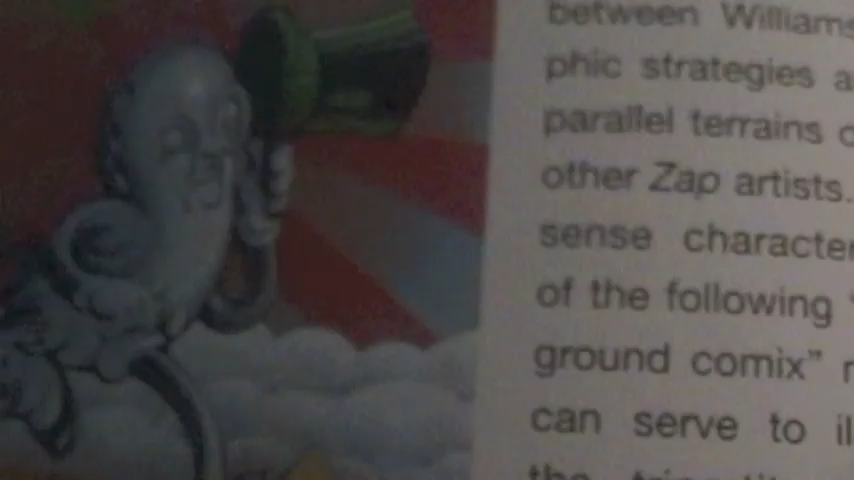 between Williams
phic strategies a
parallel terrains
other Zap artists.
sense character
of the following
ground comix"
can serve to il
the